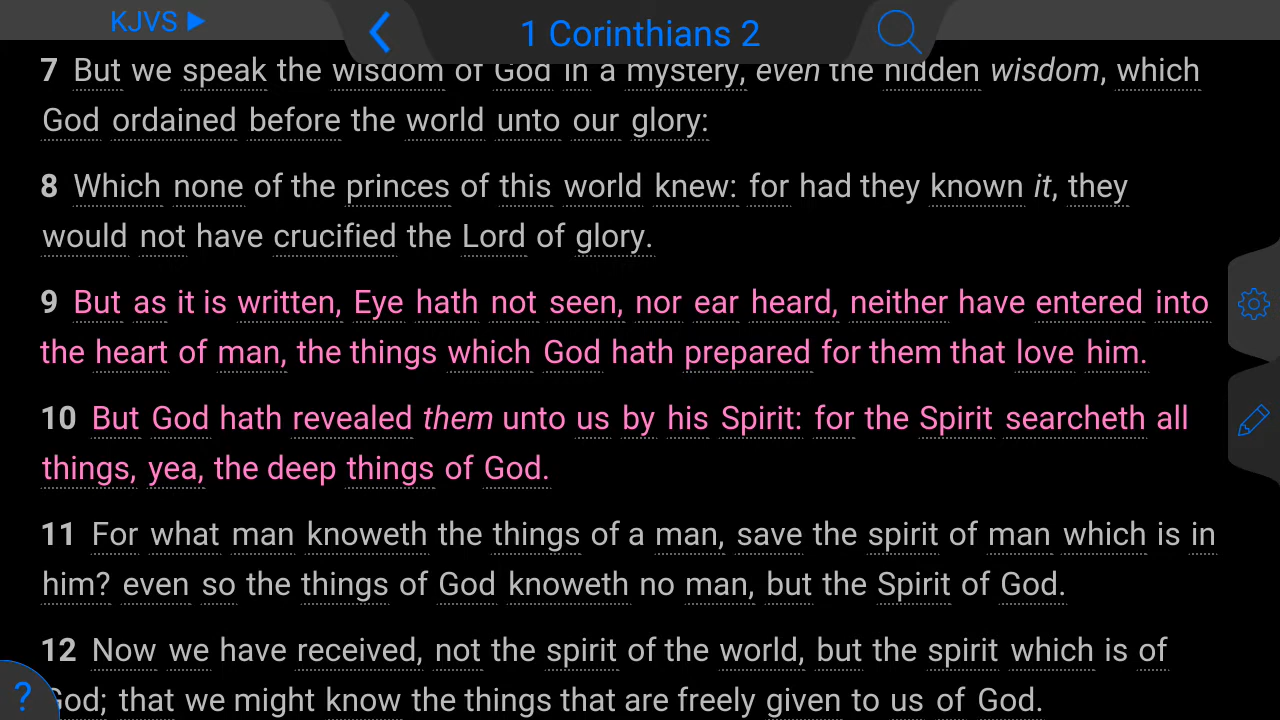 KJVS ▶
1 Corinthians 2
7 But we speak the wisdom of God in a mystery, even the hidden wisdom, which
God ordained before the world unto our glory:
8 Which none of the princes of this world knew: for had they known it, they
would not have crucified the Lord of glory.
9 But as it is written, Eye hath not seen, nor ear heard, neither have entered into
the heart of man, the things which God hath prepared for them that love him.
10 But God hath revealed them unto us by his Spirit: for the Spirit searcheth all
things, yea, the deep things of God.
11 For what man knoweth the things of a man, save the spirit of man which is in
him? even so the things of God knoweth no man, but the Spirit of God.
12 Now we have received, not the spirit of the world, but the spirit which is of
God; that we might know the things that are freely given to us of God.
?